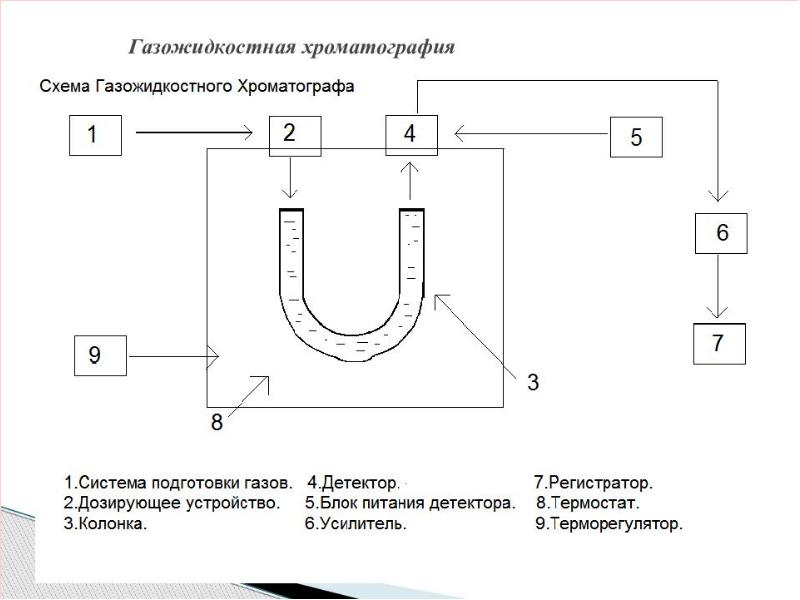 Газожидкостная хроматография
Схема Газожидкостного Хроматографа
1
2
4
5
6
9
7
3
8
1.Система подготовки газов. 4.Детектор. 7.Регистратор.
2.Дозирующее устройство. 5.Блок питания детектора. 8.Термостат.
3.Колонка. 6.Усилитель. 9.Терморегулятор.